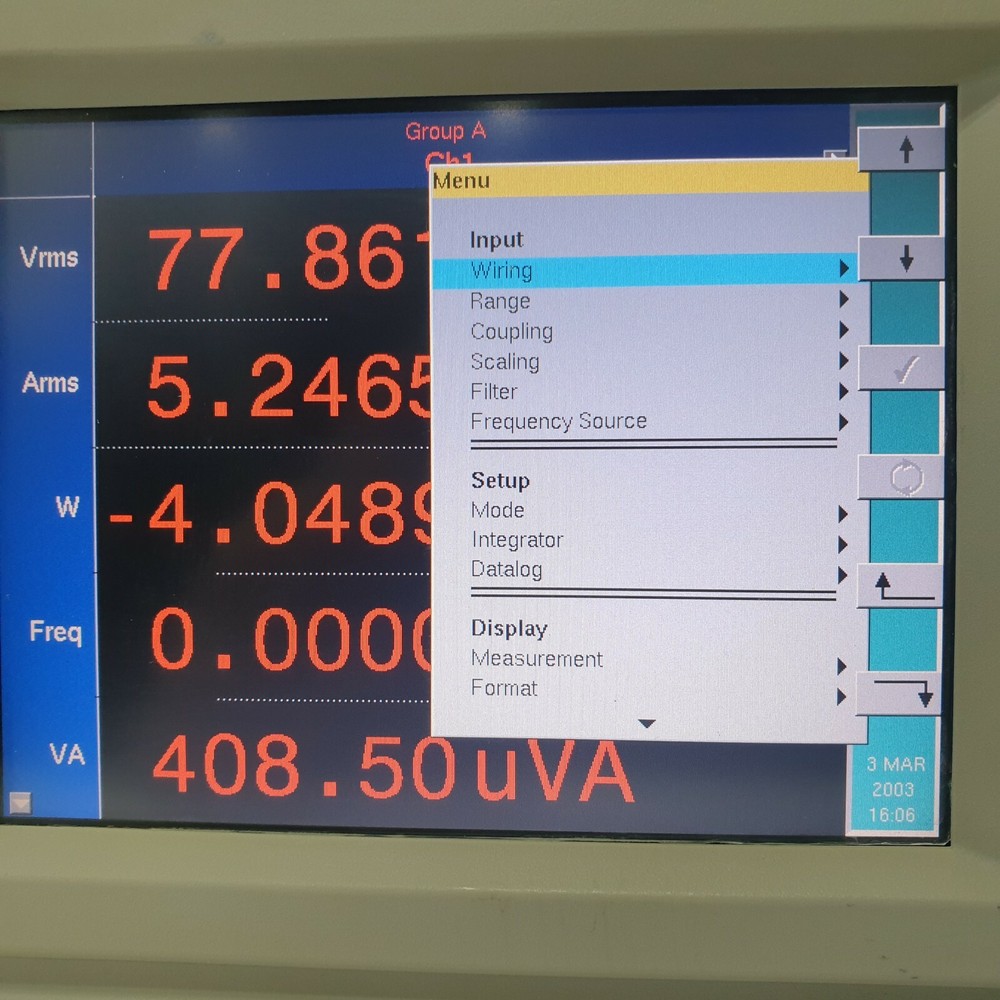 Group A
Ch1
Vrms 77.861
Arms 5.2465
W -4.0489
Freq 0.0000
VA 408.50uVA
Menu
Input
Wiring
Range
Coupling
Scaling
Filter
Frequency Source
Setup
Mode
Integrator
Datalog
Display
Measurement
Format
3 MAR
2003
16:06